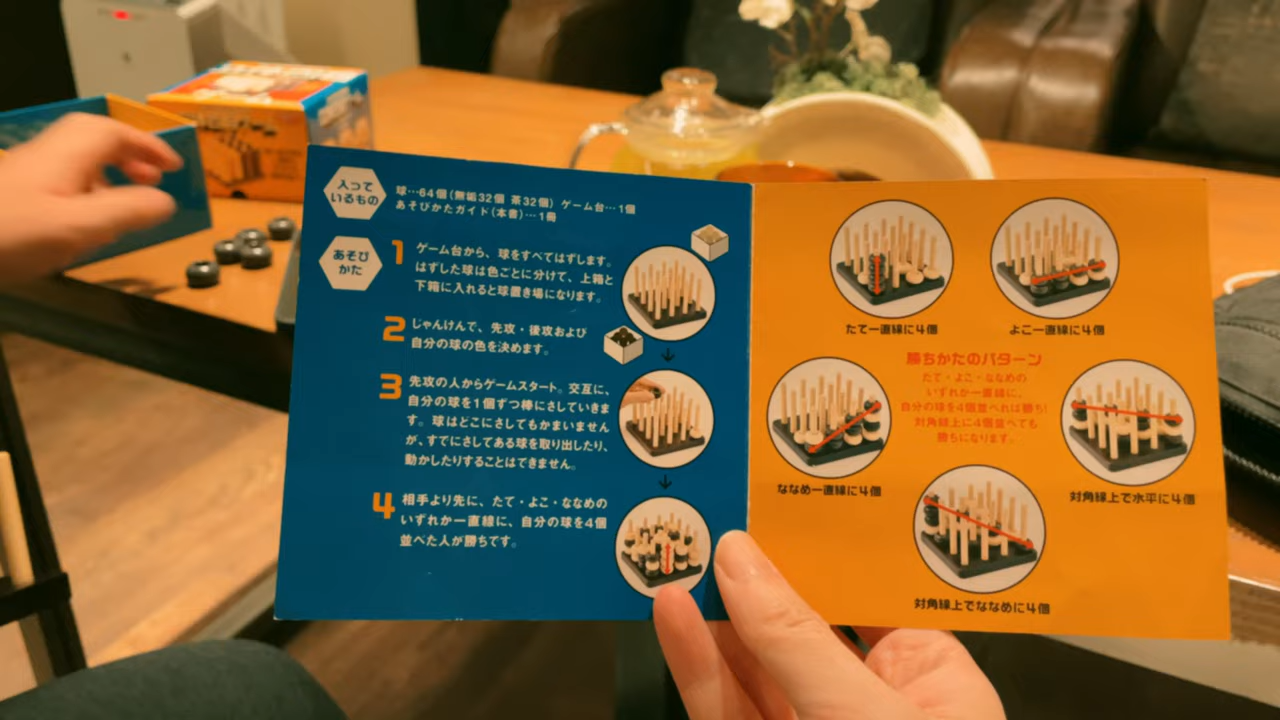 入って
いるもの
球…64個(無垢32個 茶32個) ゲーム台…1個
あそびかたガイド(本書)…1冊
あそび
かた
1
ゲーム台から、球をすべてはずします。
はずした球は色ごとに分けて、上箱と
下箱に入れると球置き場になります。
2
じゃんけんで、先攻・後攻および
自分の球の色を決めます。
3
先攻の人からゲームスタート。交互に、
自分の球を1個ずつ棒にさしていきま
す。球はどこにさしてもかまいません
が、すでにさしてある球を取り出したり、
動かしたりすることはできません。
4
相手より先に、たて・よこ・ななめの
いずれか一直線に、自分の球を4個
並べた人が勝ちです。
たて一直線に4個
よこ一直線に4個
勝ちかたのパターン
たて・よこ・ななめの
いずれか一直線に、
自分の球を4個並べれば勝ち!
対角線上に4個並べても
勝ちになります。
ななめ一直線に4個
対角線上で水平に4個
対角線上でななめに4個